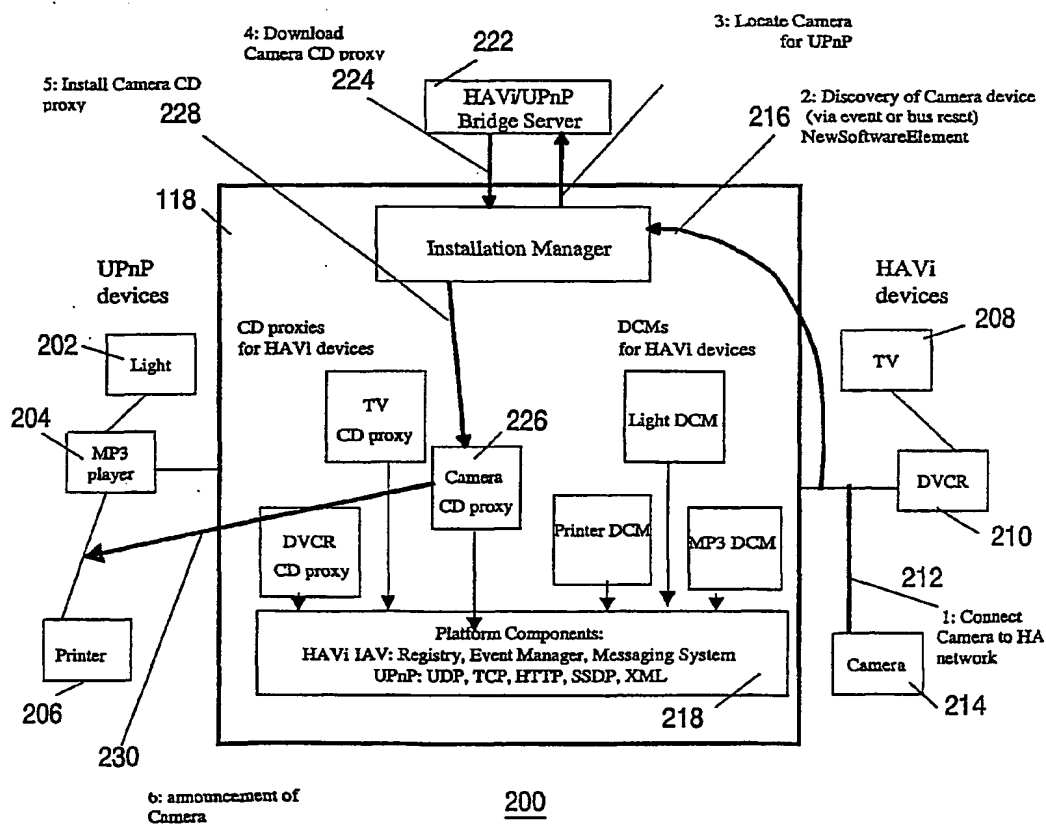 4: Download
Camera CD proxy
224
222
3: Locate Camera
for UPnP
5: Install Camera CD
proxy
228
HAVi/UPnP
Bridge Server
216
2: Discovery of Camera device
(via event or bus reset)
NewSoftwareElement
118
Installation Manager
UPnP
devices
HAVi
devices
202
Light
CD proxies
for HAVi devices
DCMs
for HAVi devices
208
TV
204
MP3
player
TV
CD proxy
226
Light DCM
Camera
CD proxy
DVCR
210
DVCR
CD proxy
Printer DCM
MP3 DCM
212
1: Connect
Camera to HA
network
Printer
206
Platform Components:
HAVi IAV: Registry, Event Manager, Messaging System
UPnP: UDP, TCP, HTTP, SSDP, XML
218
Camera
214
230
6: announcement of
Camera
200